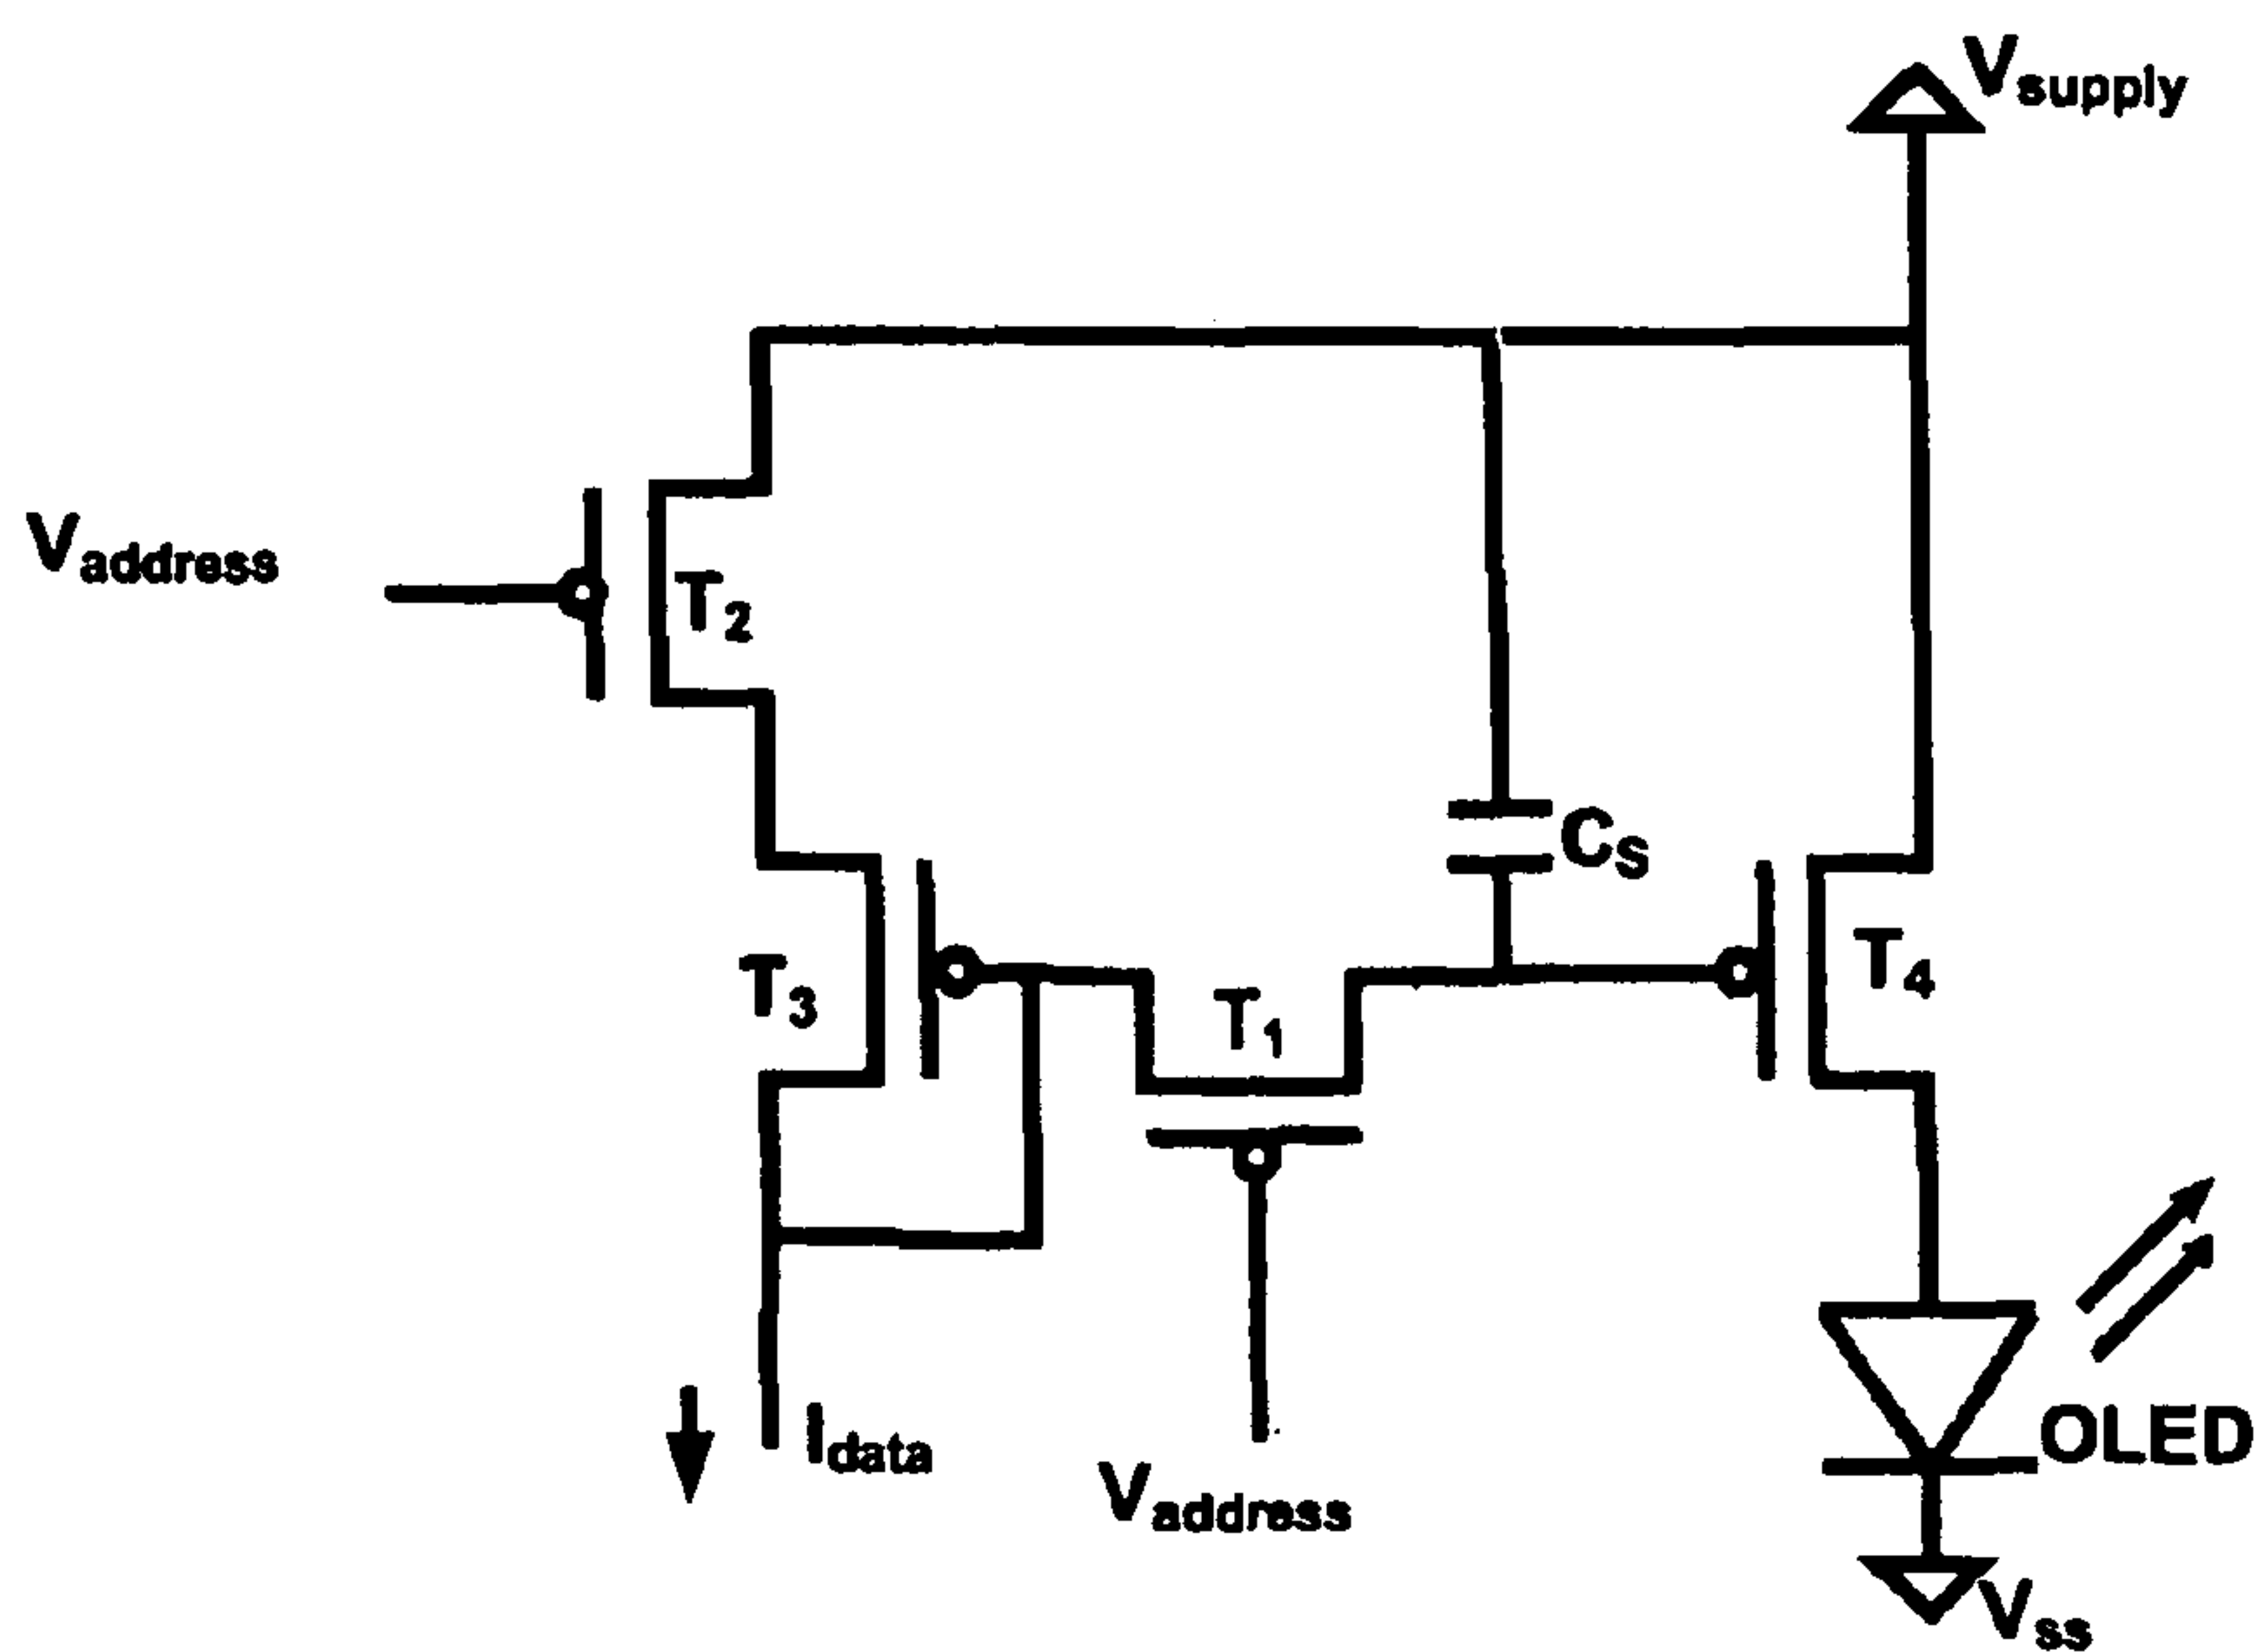 Vsupply
Vaddress
T2
CS
T3
T1
T4
Idata
OLED
Vaddress
Vss